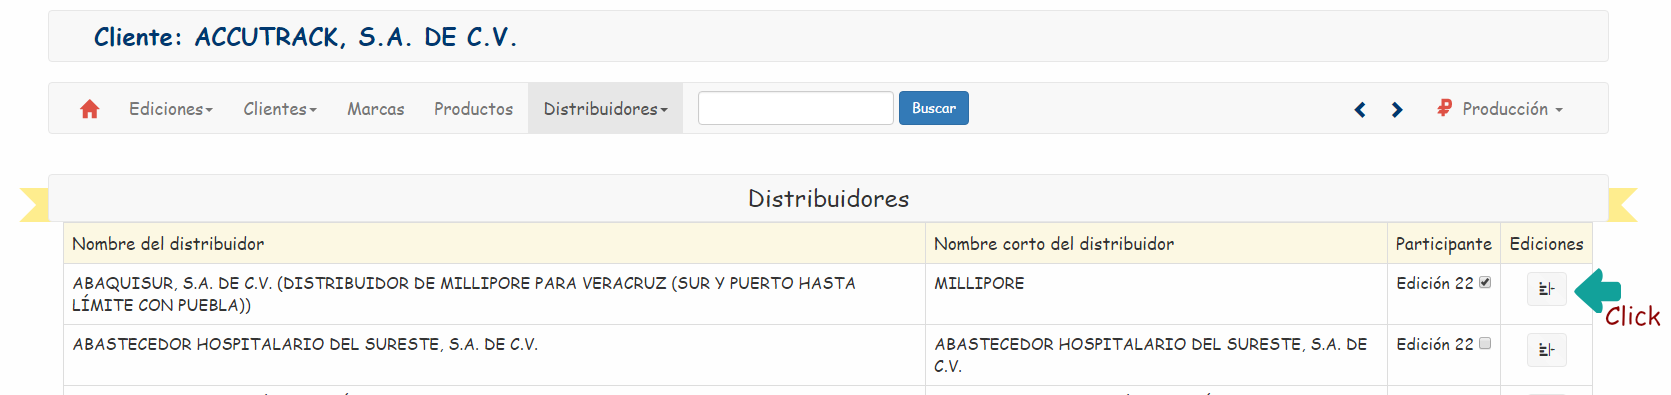 Cliente: ACCUTRACK, S.A. DE C.V.
Ediciones Clientes Marcas Productos Distribuidores Buscar Producción
Distribuidores
Nombre del distribuidor Nombre corto del distribuidor Participante Ediciones
ABAQUISUR, S.A. DE C.V. (DISTRIBUIDOR DE MILLIPORE PARA VERACRUZ (SUR Y PUERTO HASTA MILLIPORE Edición 22
LÍMITE CON PUEBLA))
Click
ABASTECEDOR HOSPITALARIO DEL SURESTE, S.A. DE C.V. ABASTECEDOR HOSPITALARIO DEL SURESTE, S.A. DE Edición 22
C.V.